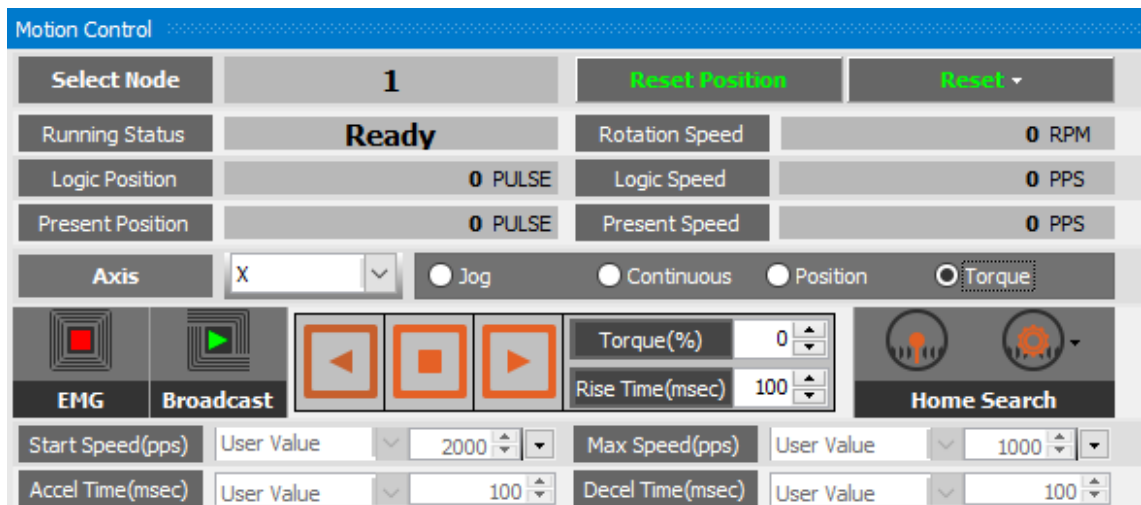 Motion Control
Select Node 1 Reset Position Reset
Running Status Ready Rotation Speed 0 RPM
Logic Position 0 PULSE Logic Speed 0 PPS
Present Position 0 PULSE Present Speed 0 PPS
Axis X Jog Continuous Position Torque
Torque(%) 0
Rise Time(msec) 100
EMG Broadcast Home Search
Start Speed(pps) User Value 2000 Max Speed(pps) User Value 1000
Accel Time(msec) User Value 100 Decel Time(msec) User Value 100